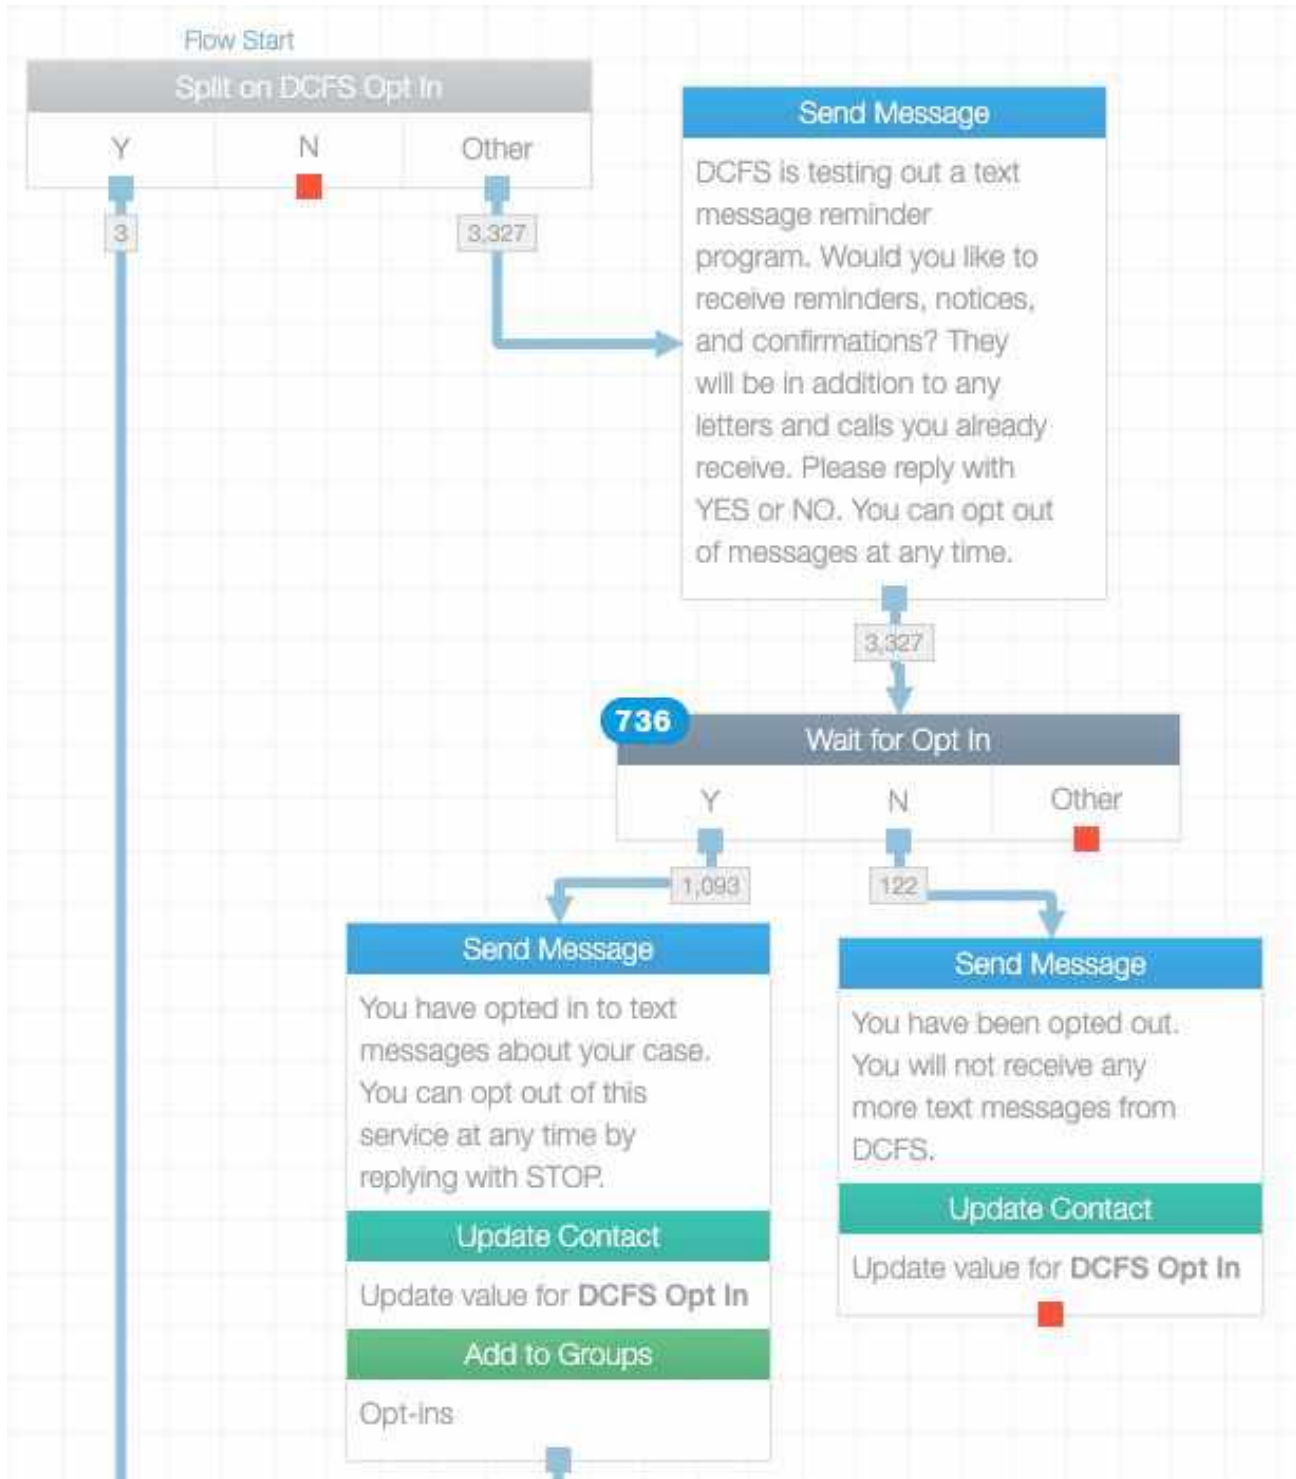 Flow Start
Split on DCFS Opt In
Y
N
Other
3
3,327
Send Message
DCFS is testing out a text
message reminder
program. Would you like to
receive reminders, notices,
and confirmations? They
will be in addition to any
letters and calls you already
receive. Please reply with
YES or NO. You can opt out
of messages at any time.
3,327
736
Wait for Opt In
Y
N
Other
1,093
122
Send Message
You have opted in to text
messages about your case.
You can opt out of this
service at any time by
replying with STOP.
Update Contact
Update value for DCFS Opt In
Add to Groups
Opt-ins
Send Message
You have been opted out.
You will not receive any
more text messages from
DCFS.
Update Contact
Update value for DCFS Opt In